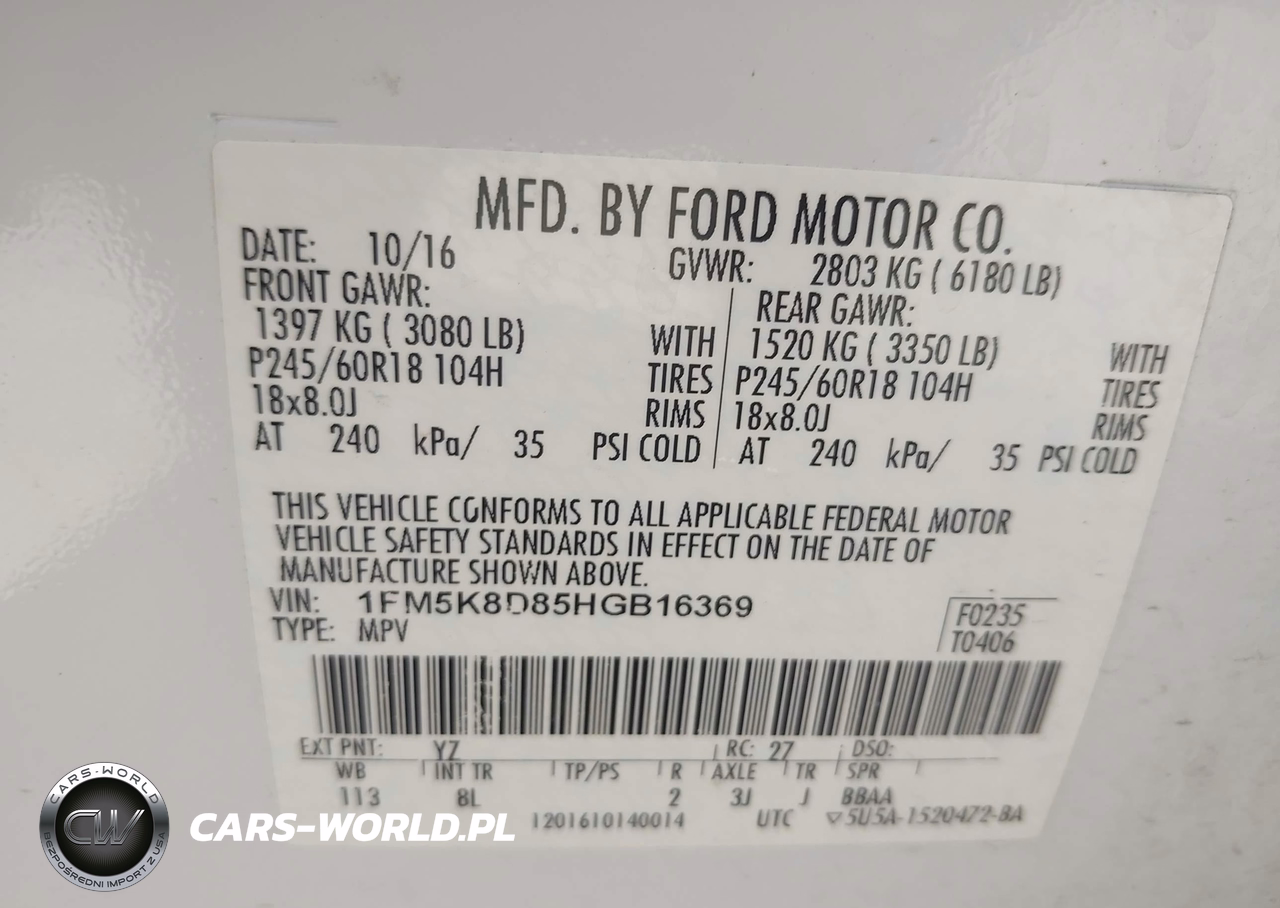 MFD. BY FORD MOTOR CO.
DATE: 10/16 GVWR: 2803 KG ( 6180 LB)
FRONT GAWR: REAR GAWR:
1397 KG ( 3080 LB) WITH 1520 KG ( 3350 LB) WITH
P245/60R18 104H TIRES P245/60R18 104H TIRES
18x8.0J RIMS 18x8.0J RIMS
AT 240 kPa/ 35 PSI COLD AT 240 kPa/ 35 PSI COLD
THIS VEHICLE CONFORMS TO ALL APPLICABLE FEDERAL MOTOR
VEHICLE SAFETY STANDARDS IN EFFECT ON THE DATE OF
MANUFACTURE SHOWN ABOVE.
VIN: 1FM5K8D85HGB16369
TYPE: MPV
F0235
T0406
EXT PNT: YZ RC: 27 DSO:
WB INT TR TP/PS R AXLE TR SPR
113 8L 2 3J J BBAA
1201610140014 UTC ▽5U5A-1520472-BA
CARS-WORLD
CW
BEZPOŚREDNI IMPORT Z USA
CARS-WORLD.PL